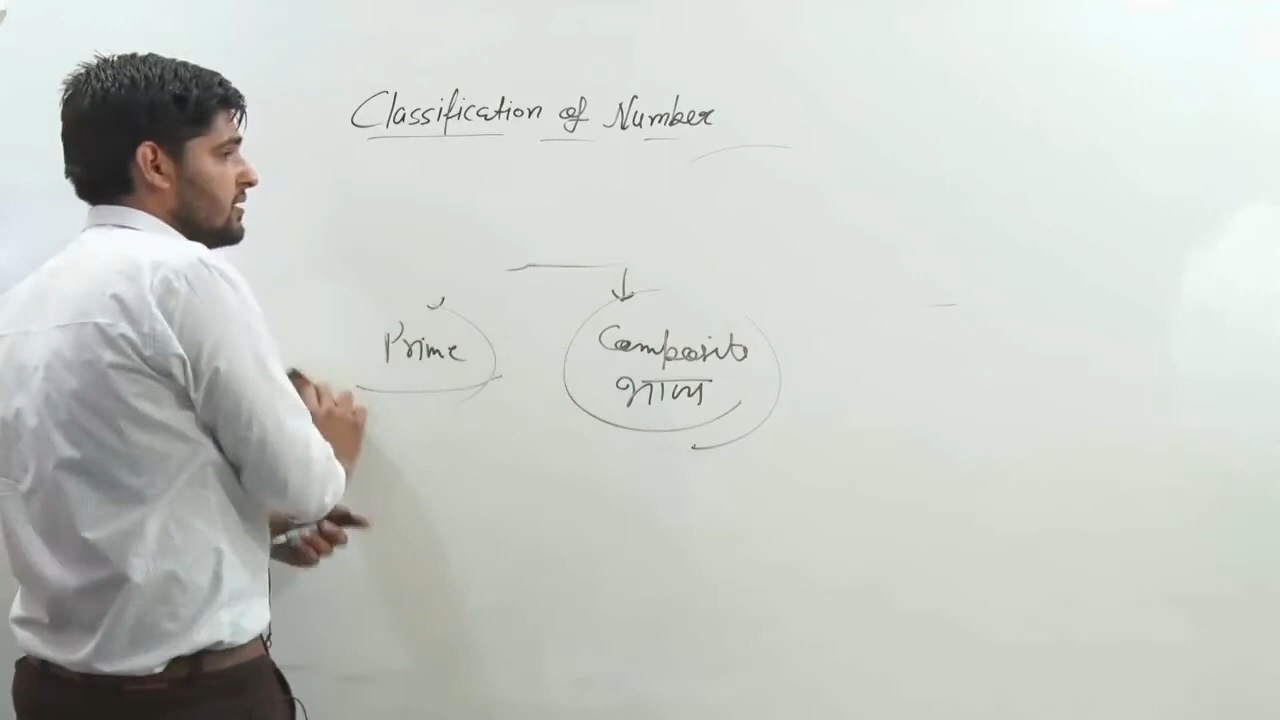 Classification of Number
Prime
Composite
भाज्य